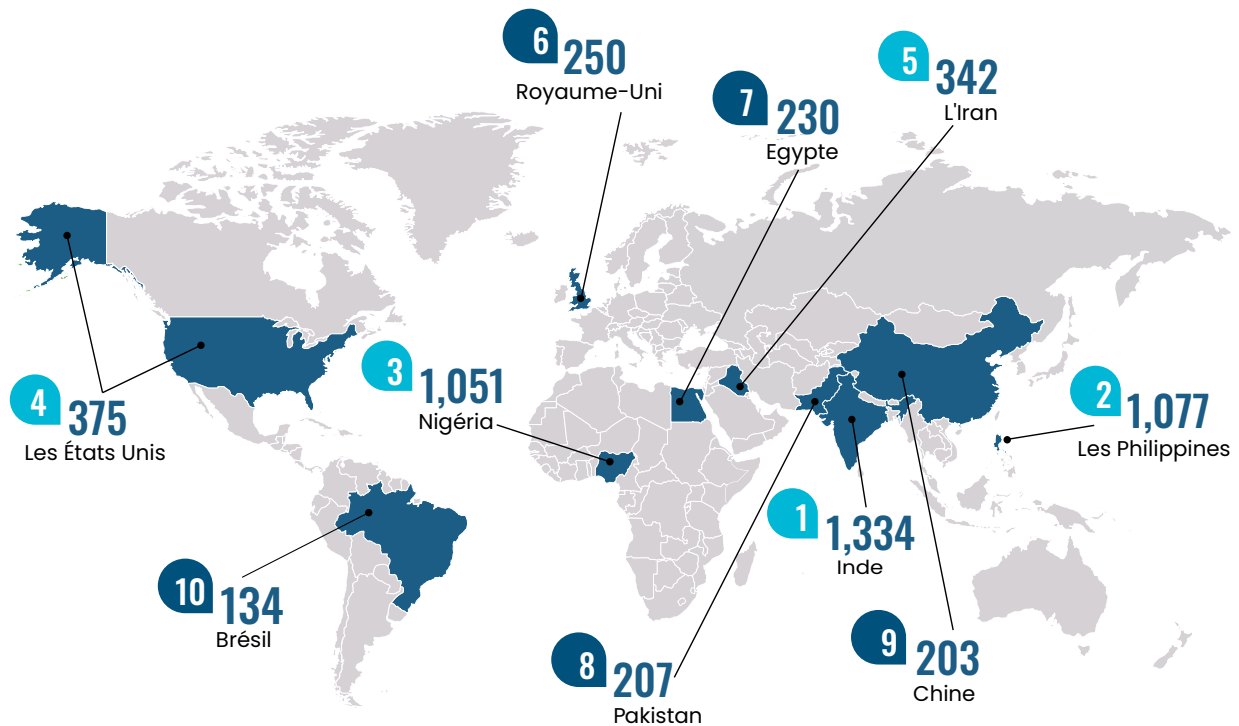 6
250
Royaume-Uni
5
342
L'Iran
7
230
Egypte
3
1,051
Nigéria
4
375
Les États Unis
2
1,077
Les Philippines
1
1,334
Inde
10
134
Brésil
9
203
Chine
8
207
Pakistan